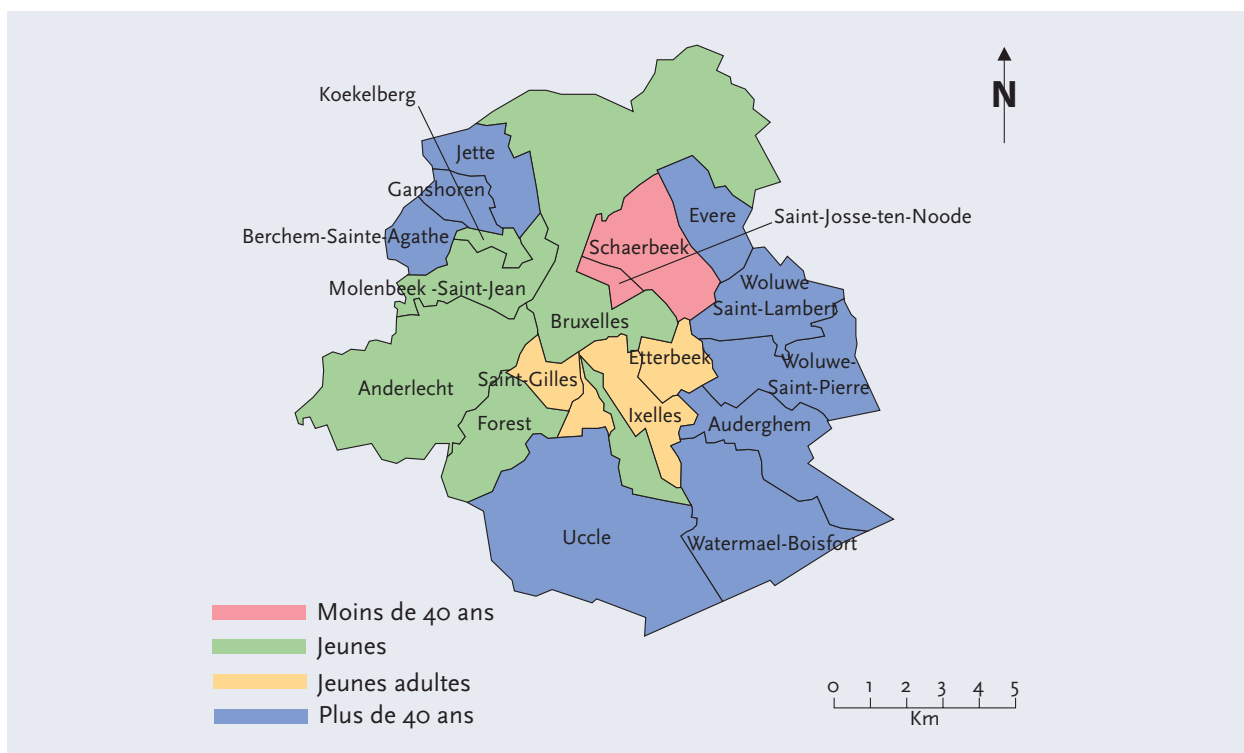 N
Koekelberg
Jette
Ganshoren
Evere
Saint-Josse-ten-Noode
Berchem-Sainte-Agathe
Schaerbeek
Molenbeek -Saint-Jean
Woluwe
Saint-Lambert
Bruxelles
Etterbeek
Woluwe-
Saint-Pierre
Saint-Gilles
Anderlecht
Ixelles
Forest
Auderghem
Uccle
Watermael-Boisfort
Moins de 40 ans
Jeunes
Jeunes adultes
Plus de 40 ans
0 1 2 3 4 5
Km